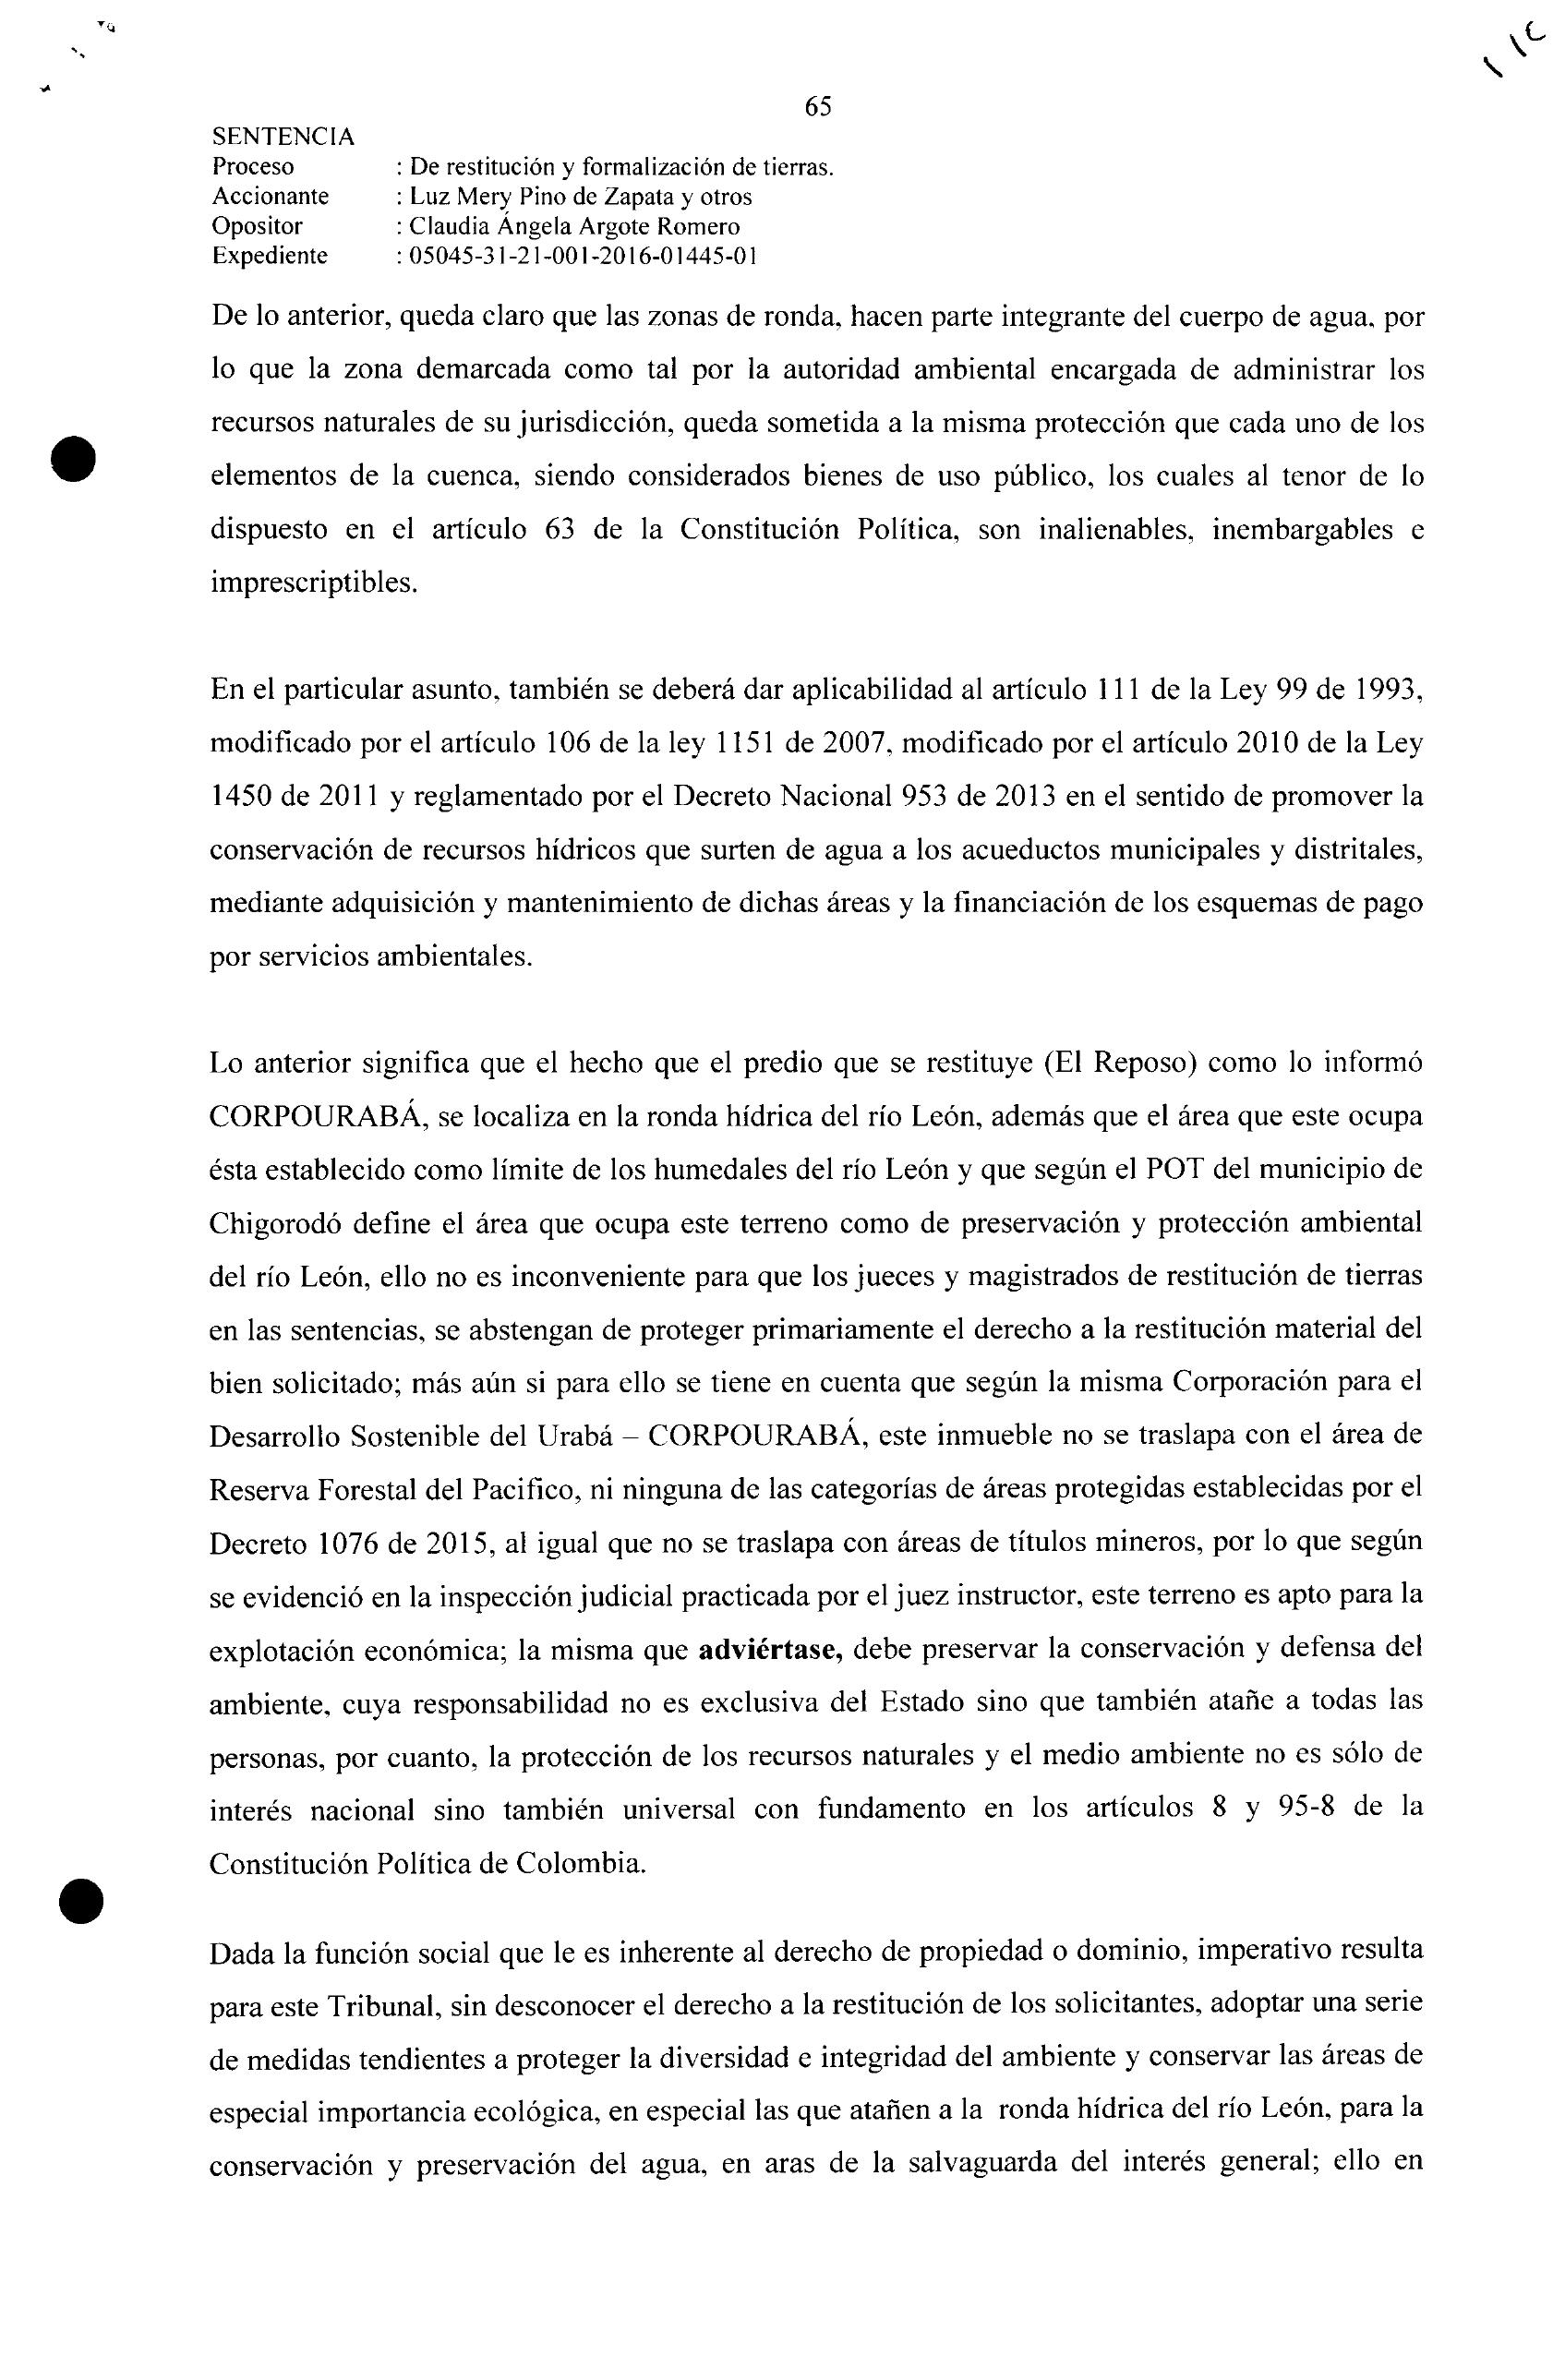 65
SENTENCIA
Proceso : De restitución y formalización de tierras.
Accionante : Luz Mery Pino de Zapata y otros
Opositor : Claudia Ángela Argote Romero
Expediente : 05045-31-21-001-2016-01445-01
De lo anterior, queda claro que las zonas de ronda, hacen parte integrante del cuerpo de agua, por
lo que la zona demarcada como tal por la autoridad ambiental encargada de administrar los
recursos naturales de su jurisdicción, queda sometida a la misma protección que cada uno de los
elementos de la cuenca, siendo considerados bienes de uso público, los cuales al tenor de lo
dispuesto en el artículo 63 de la Constitución Política, son inalienables, inembargables e
imprescriptibles.
En el particular asunto, también se deberá dar aplicabilidad al artículo 111 de la Ley 99 de 1993,
modificado por el artículo 106 de la ley 1151 de 2007, modificado por el artículo 2010 de la Ley
1450 de 2011 y reglamentado por el Decreto Nacional 953 de 2013 en el sentido de promover la
conservación de recursos hídricos que surten de agua a los acueductos municipales y distritales,
mediante adquisición y mantenimiento de dichas áreas y la financiación de los esquemas de pago
por servicios ambientales.
Lo anterior significa que el hecho que el predio que se restituye (El Reposo) como lo informó
CORPOURABÁ, se localiza en la ronda hídrica del río León, además que el área que este ocupa
ésta establecido como límite de los humedales del río León y que según el POT del municipio de
Chigorodó define el área que ocupa este terreno como de preservación y protección ambiental
del río León, ello no es inconveniente para que los jueces y magistrados de restitución de tierras
en las sentencias, se abstengan de proteger primariamente el derecho a la restitución material del
bien solicitado; más aún si para ello se tiene en cuenta que según la misma Corporación para el
Desarrollo Sostenible del Urabá – CORPOURABÁ, este inmueble no se traslapa con el área de
Reserva Forestal del Pacifico, ni ninguna de las categorías de áreas protegidas establecidas por el
Decreto 1076 de 2015, al igual que no se traslapa con áreas de títulos mineros, por lo que según
se evidenció en la inspección judicial practicada por el juez instructor, este terreno es apto para la
explotación económica; la misma que adviértase, debe preservar la conservación y defensa del
ambiente, cuya responsabilidad no es exclusiva del Estado sino que también atañe a todas las
personas, por cuanto, la protección de los recursos naturales y el medio ambiente no es sólo de
interés nacional sino también universal con fundamento en los artículos 8 y 95-8 de la
Constitución Política de Colombia.
Dada la función social que le es inherente al derecho de propiedad o dominio, imperativo resulta
para este Tribunal, sin desconocer el derecho a la restitución de los solicitantes, adoptar una serie
de medidas tendientes a proteger la diversidad e integridad del ambiente y conservar las áreas de
especial importancia ecológica, en especial las que atañen a la ronda hídrica del río León, para la
conservación y preservación del agua, en aras de la salvaguarda del interés general; ello en